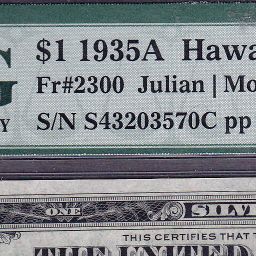 $1 1935A Hawa
Fr#2300 Julian | Mo
Y S/N S43203570C pp
ONE SILV
THIS CERTIFIES THAT
THE UNITED